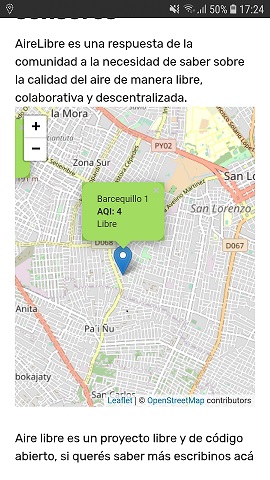 50% 17:24
AireLibre es una respuesta de la
comunidad a la necesidad de saber sobre
la calidad del aire de manera libre,
colaborativa y descentralizada.
la Mora
+
PY02
−
Zona Sur
San Lo
Barcequillo 1
AQI: 4
Libre
San Lorenzo
D068
D067
Anita
Pa'i Ñu
bokajaty
San Carlos
Leaflet | © OpenStreetMap contributors
Aire libre es un proyecto libre y de código
abierto, si querés saber más escribinos acá